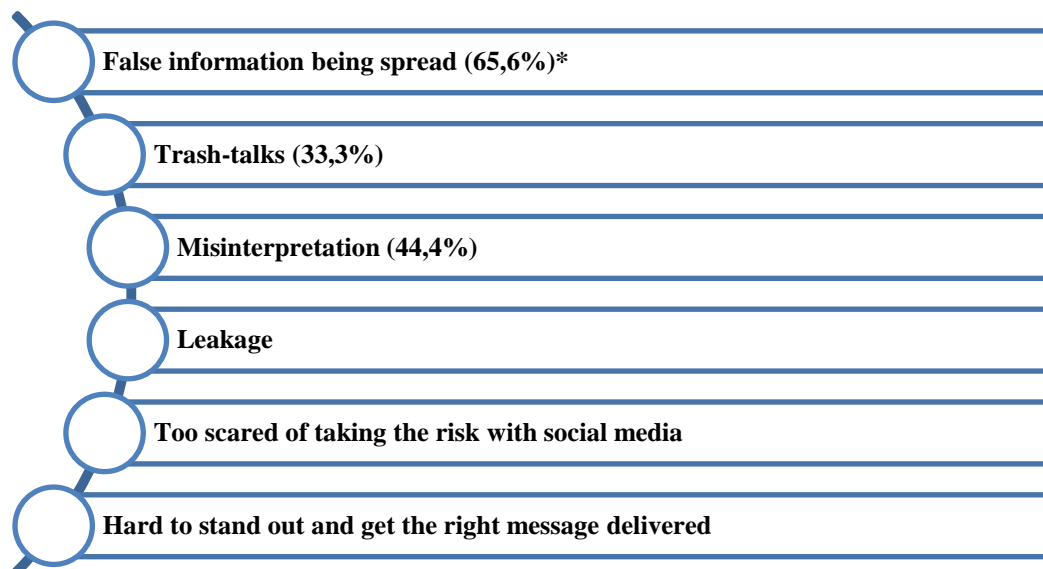 False information being spread (65,6%)*
Trash-talks (33,3%)
Misinterpretation (44,4%)
Leakage
Too scared of taking the risk with social media
Hard to stand out and get the right message delivered